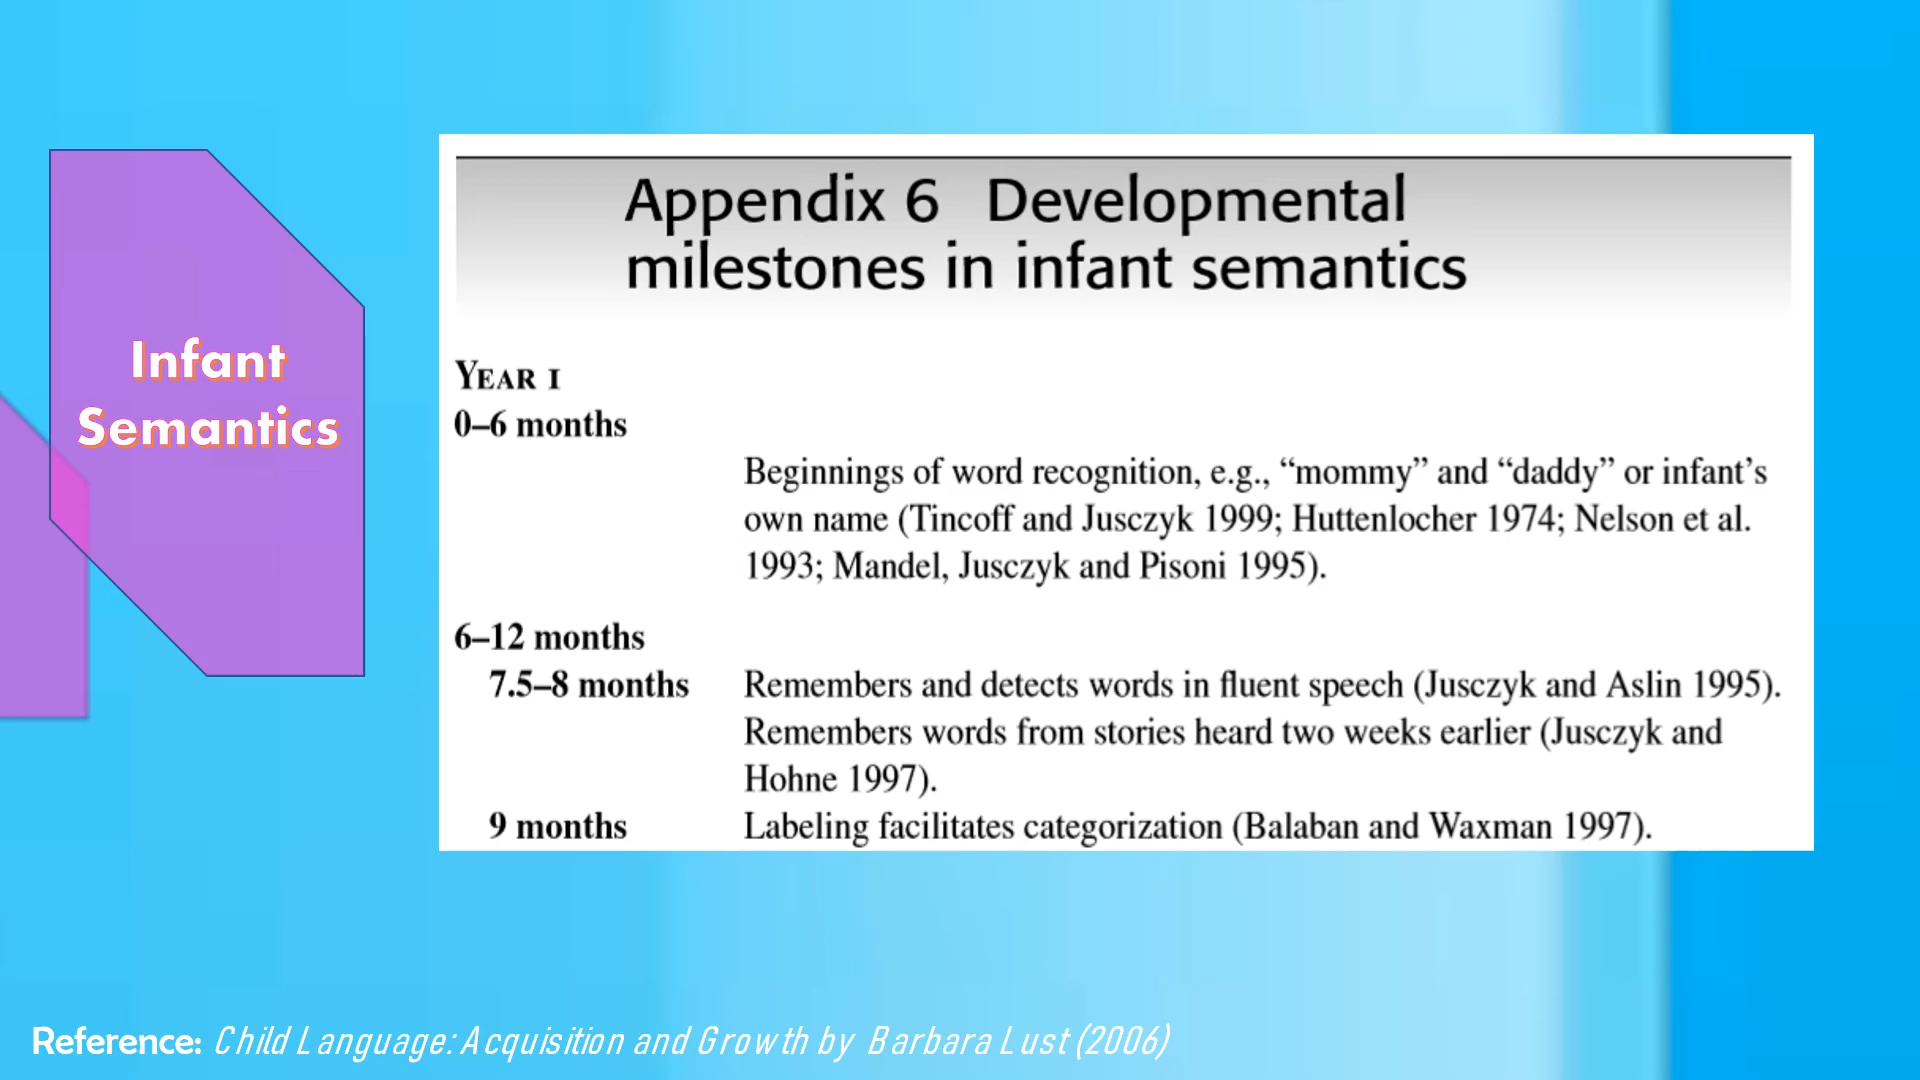 Infant
Semantics
Appendix 6 Developmental
milestones in infant semantics
YEAR I
0–6 months
Beginnings of word recognition, e.g., “mommy” and “daddy” or infant’s
own name (Tincoff and Jusczyk 1999; Huttenlocher 1974; Nelson et al.
1993; Mandel, Jusczyk and Pisoni 1995).
6–12 months
7.5–8 months Remembers and detects words in fluent speech (Jusczyk and Aslin 1995).
Remembers words from stories heard two weeks earlier (Jusczyk and
Hohne 1997).
9 months Labeling facilitates categorization (Balaban and Waxman 1997).
Reference: Child Language: Acquisition and Growth by Barbara Lust (2006)